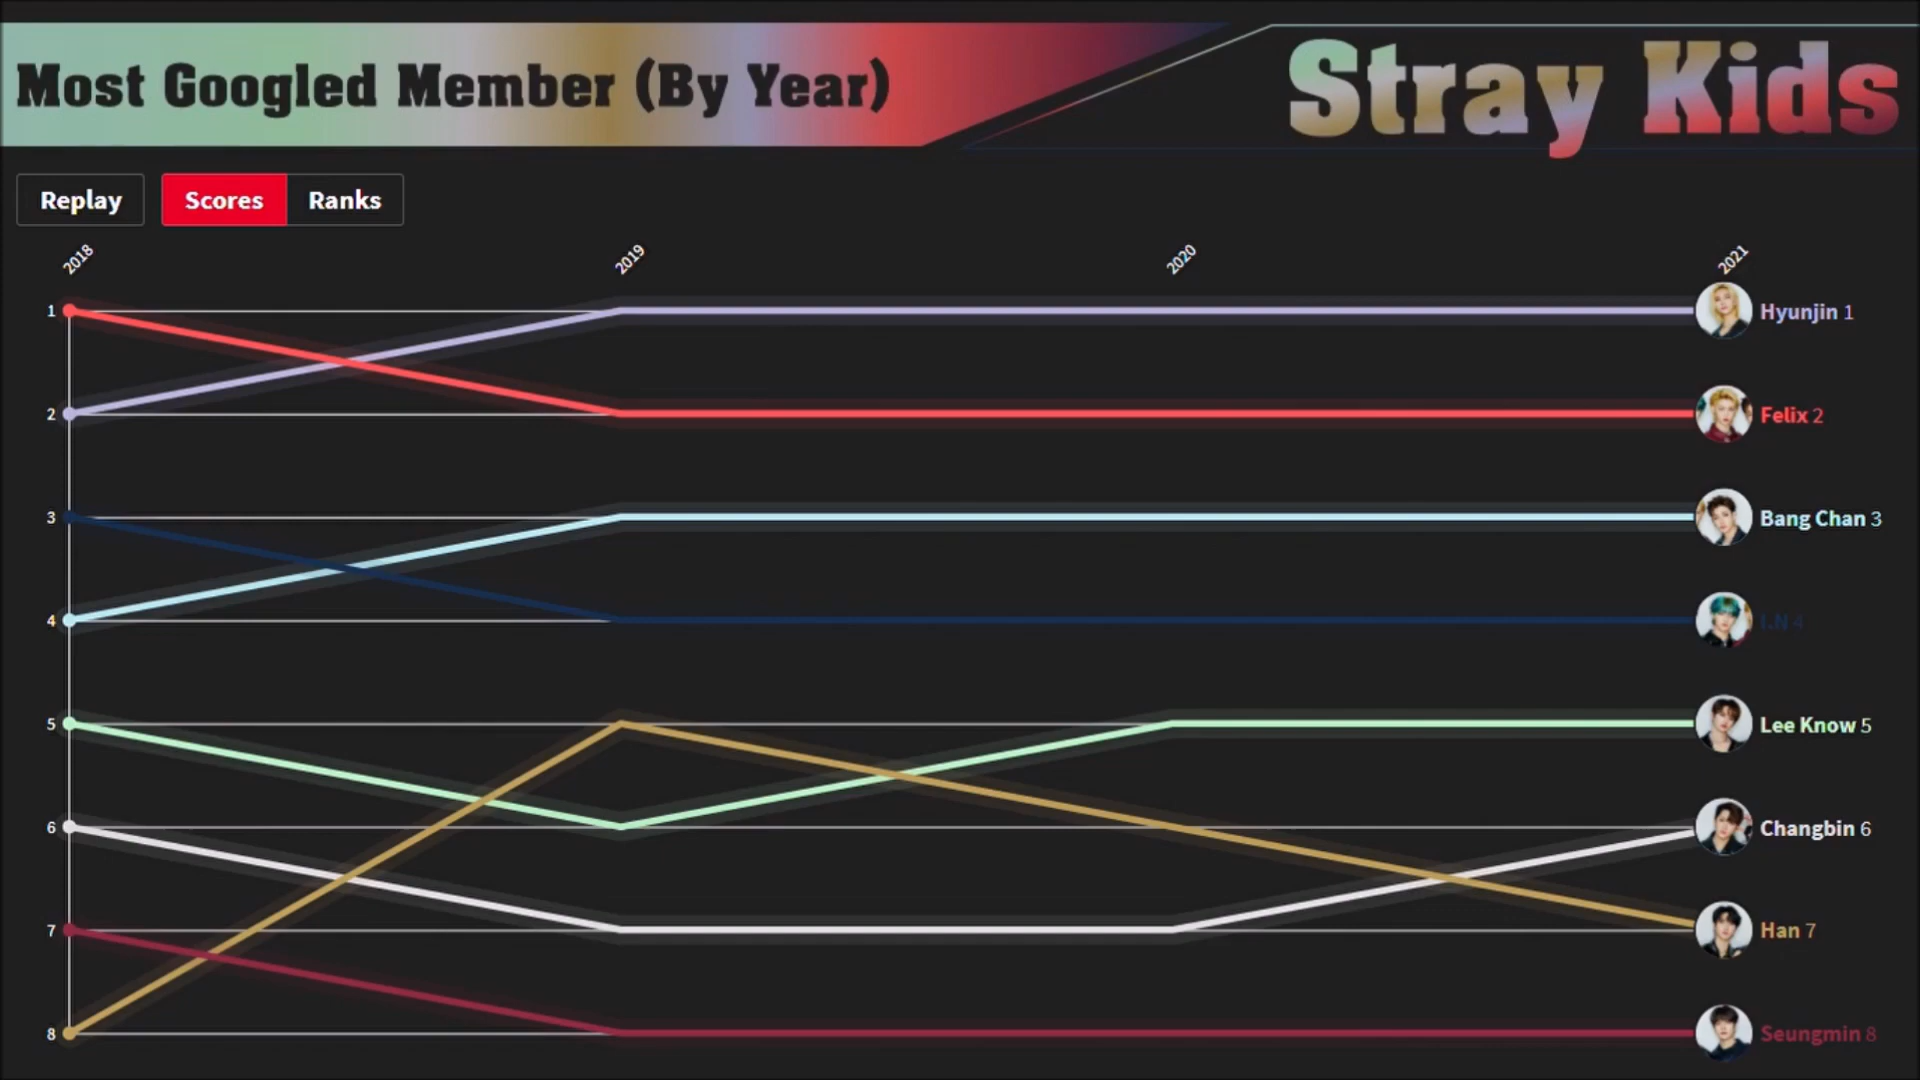 Most Googled Member (By Year)
Stray Kids
Replay
Scores
Ranks
2018
2019
2020
2021
1
2
3
4
5
6
7
8
Hyunjin 1
Felix 2
Bang Chan 3
I.N 4
Lee Know 5
Changbin 6
Han 7
Seungmin 8